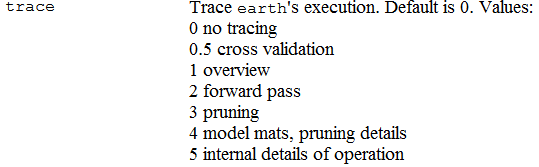 trace Trace earth's execution. Default is 0. Values:
0 no tracing
0.5 cross validation
1 overview
2 forward pass
3 pruning
4 model mats, pruning details
5 internal details of operation